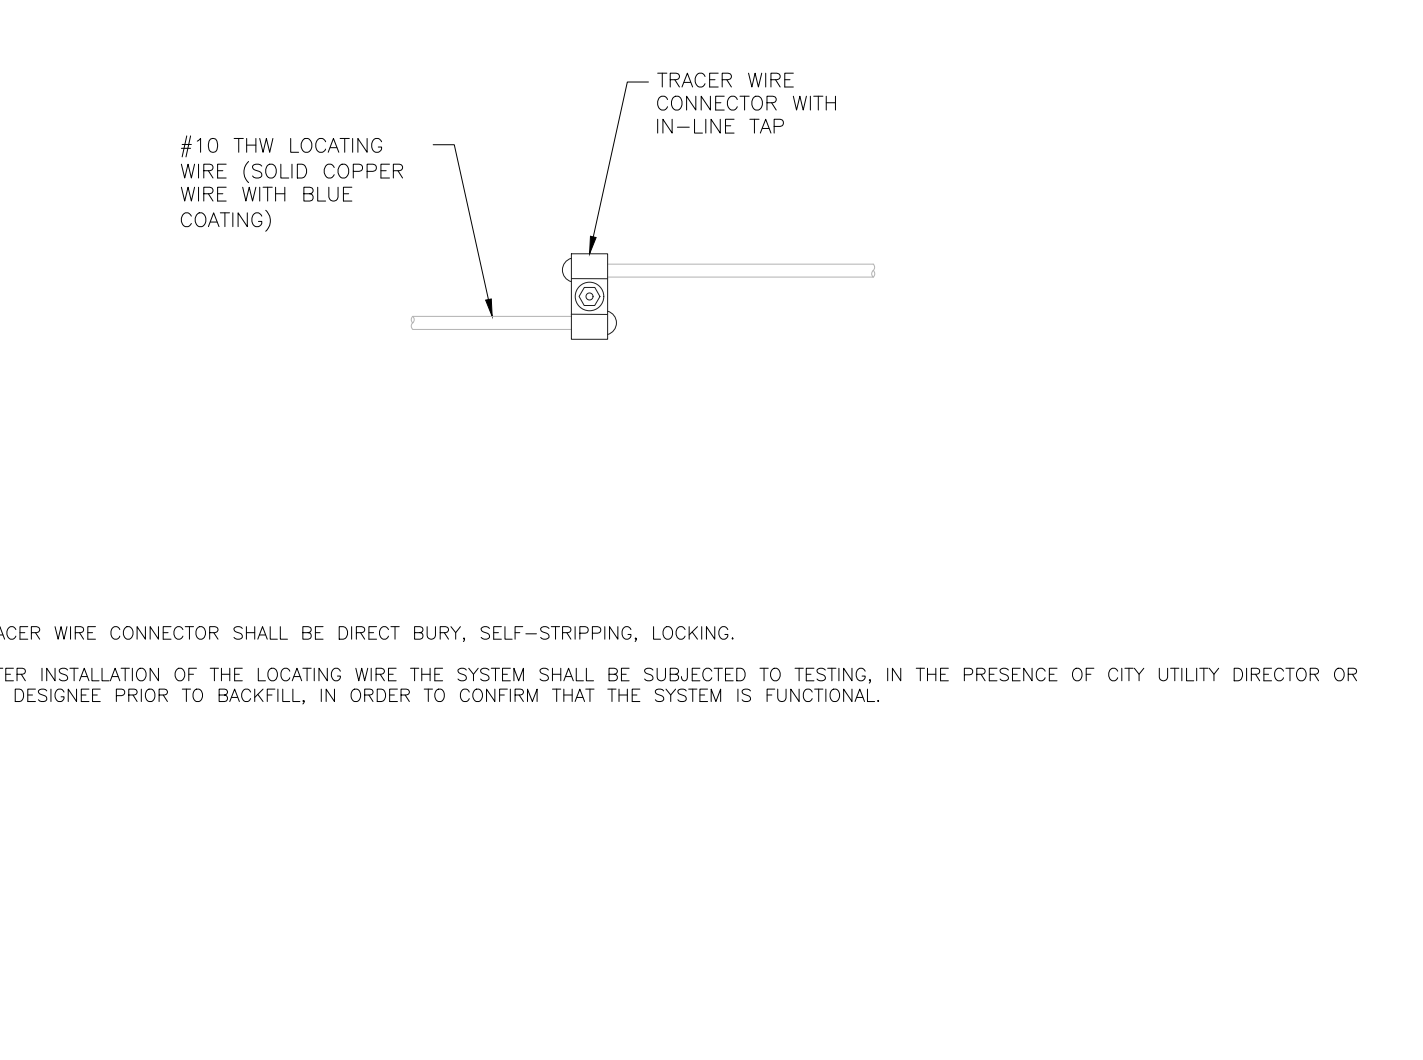 TRACER WIRE
CONNECTOR WITH
IN-LINE TAP
#10 THW LOCATING
WIRE (SOLID COPPER
WIRE WITH BLUE
COATING)
ACER WIRE CONNECTOR SHALL BE DIRECT BURY, SELF-STRIPPING, LOCKING.
TER INSTALLATION OF THE LOCATING WIRE THE SYSTEM SHALL BE SUBJECTED TO TESTING, IN THE PRESENCE OF CITY UTILITY DIRECTOR OR
DESIGNEE PRIOR TO BACKFILL, IN ORDER TO CONFIRM THAT THE SYSTEM IS FUNCTIONAL.